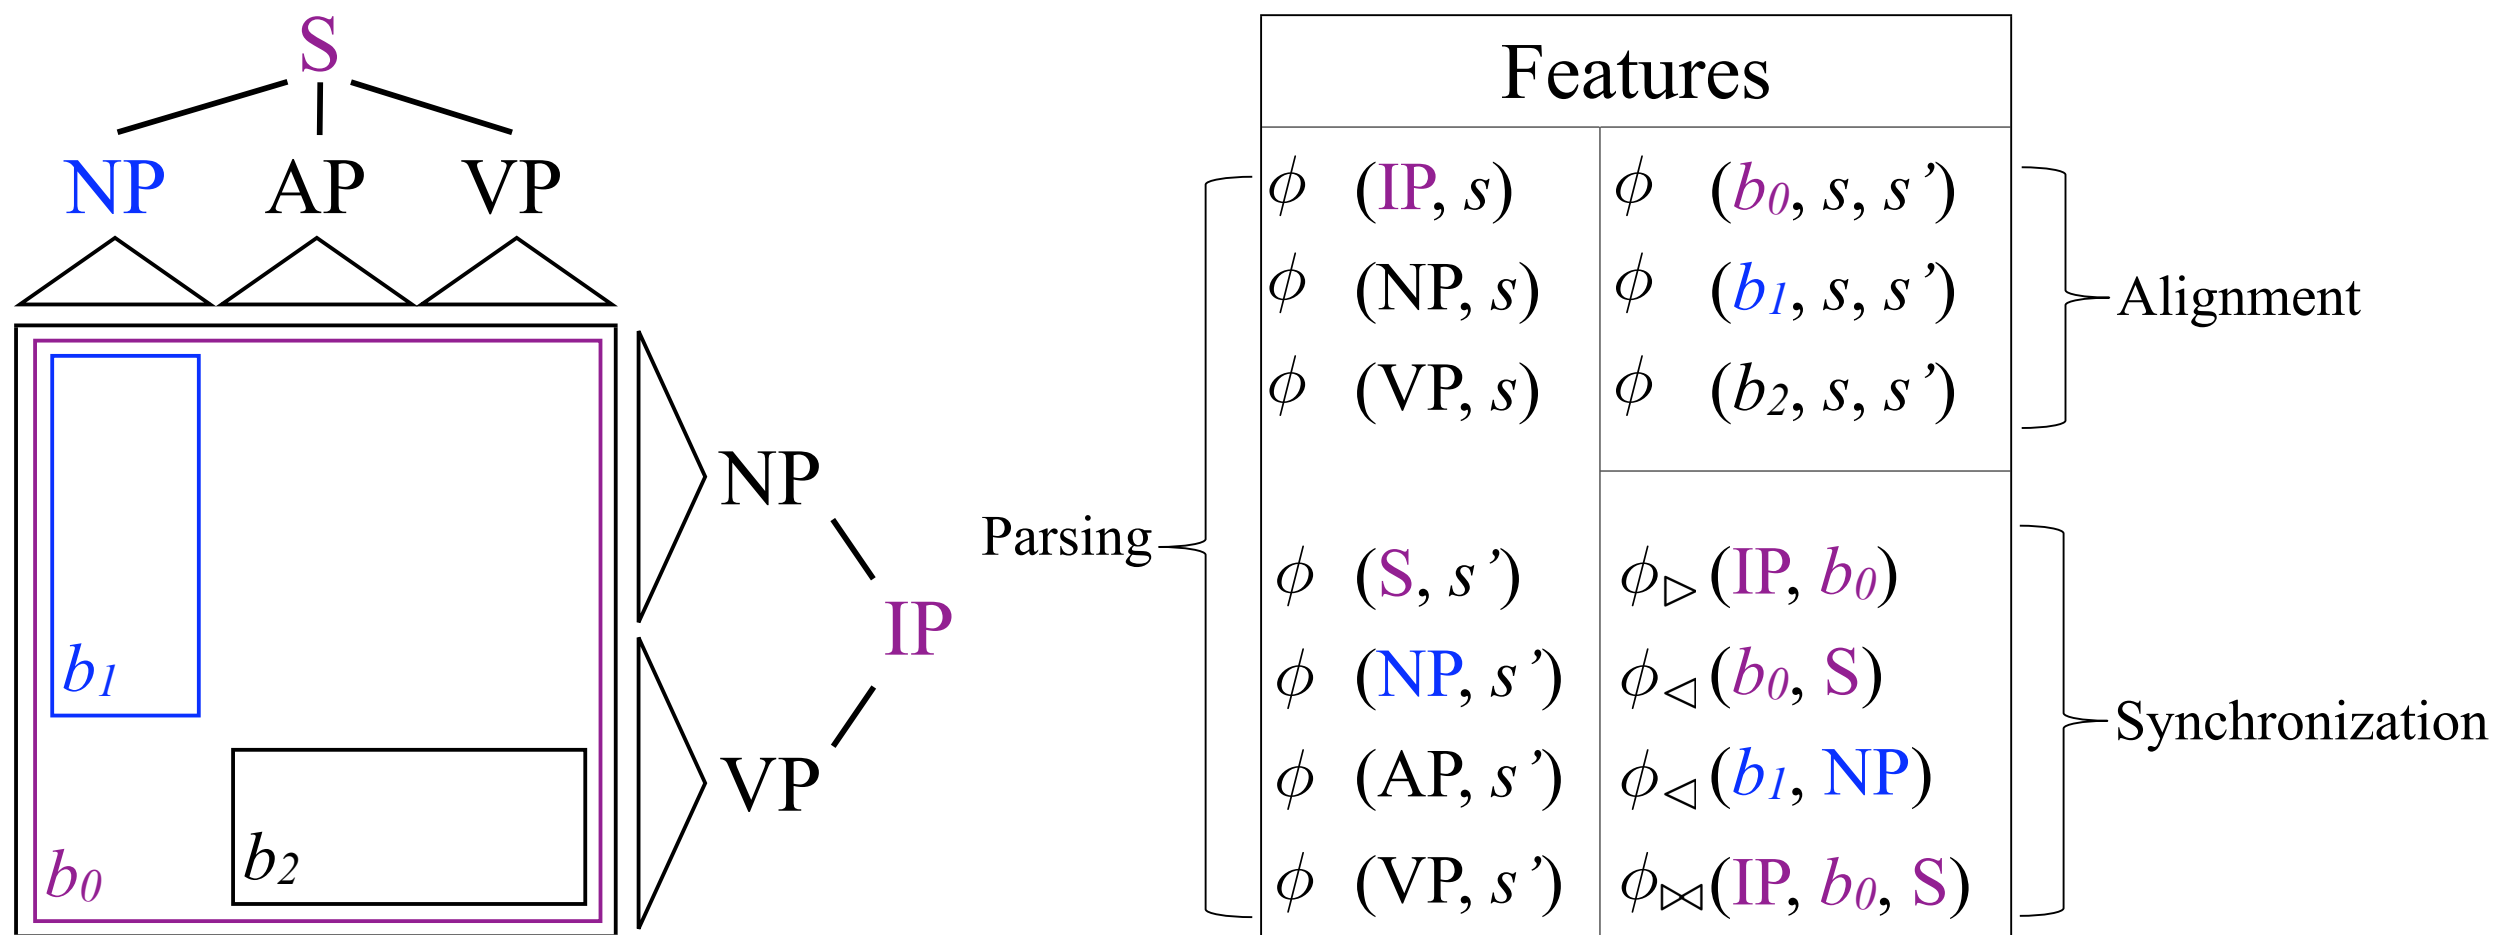 S
NP AP VP
b1
b2
b0
NP
VP
IP
Parsing
Features
ϕ (IP, s)
ϕ (NP, s)
ϕ (VP, s)
ϕ (S, s’)
ϕ (NP, s’)
ϕ (AP, s’)
ϕ (VP, s’)
ϕ (b0, s, s’)
ϕ (b1, s, s’)
ϕ (b2, s, s’)
ϕ▷(IP, b0)
ϕ◁(b0, S)
ϕ◁(b1, NP)
ϕ⋈(IP, b0, S)
Alignment
Synchronization